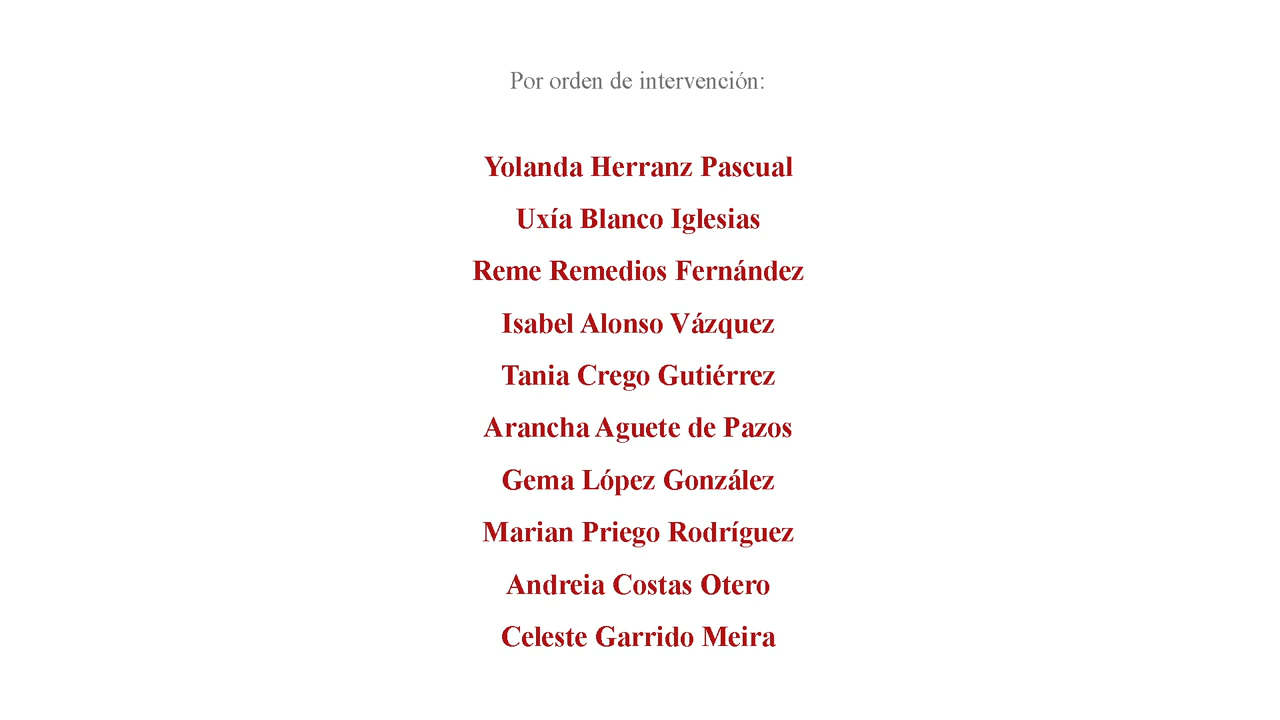 Por orden de intervención:
Yolanda Herranz Pascual
Uxía Blanco Iglesias
Reme Remedios Fernández
Isabel Alonso Vázquez
Tania Crego Gutiérrez
Arancha Aguete de Pazos
Gema López González
Marian Priego Rodríguez
Andreia Costas Otero
Celeste Garrido Meira